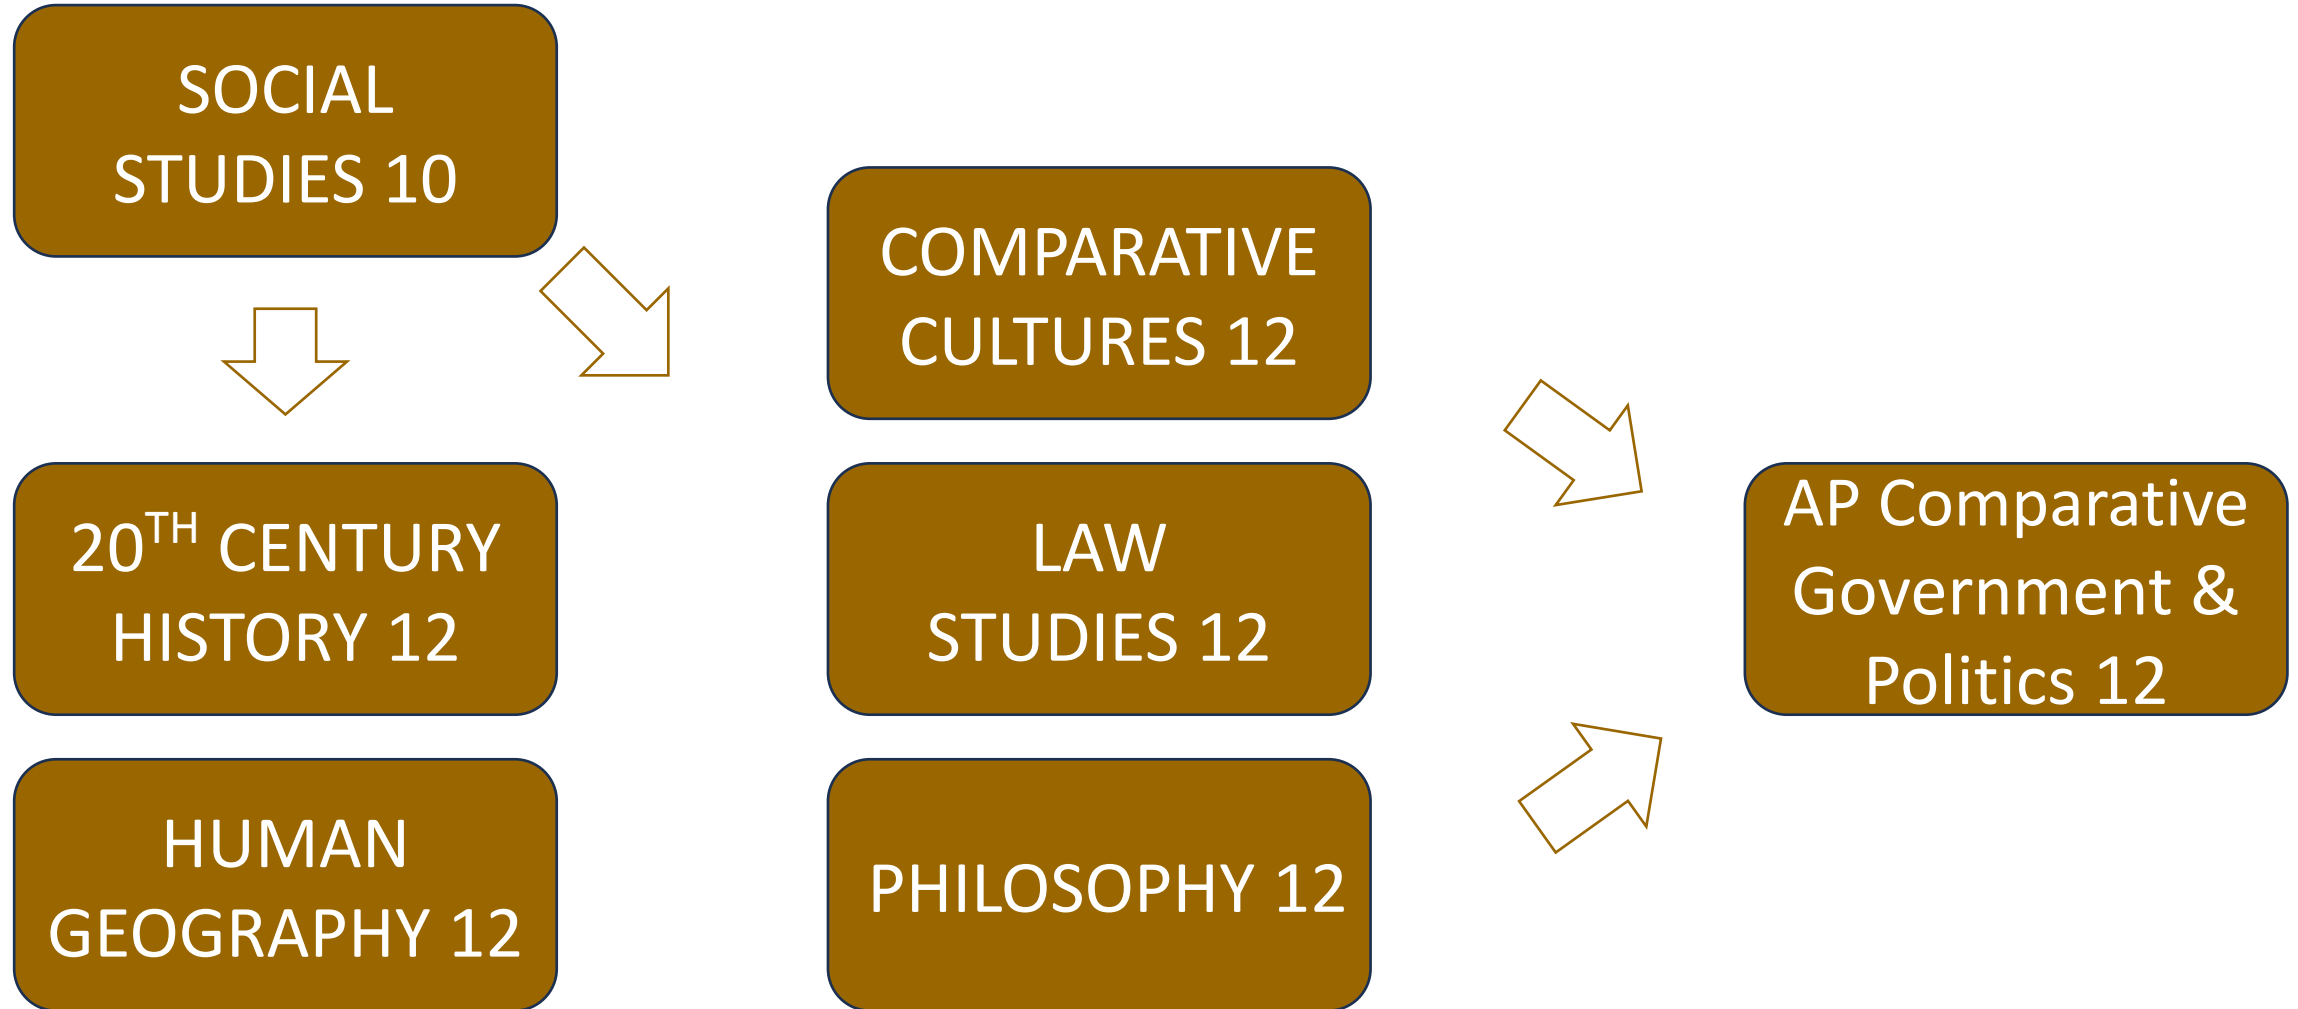 SOCIAL
STUDIES 10
20TH CENTURY
HISTORY 12
HUMAN
GEOGRAPHY 12
COMPARATIVE
CULTURES 12
LAW
STUDIES 12
PHILOSOPHY 12
AP Comparative
Government &
Politics 12